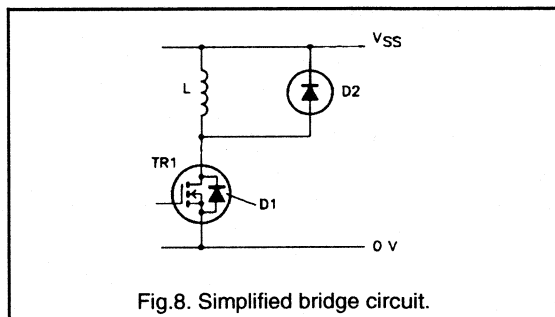 VSS
L
D2
TR1
D1
0 V
Fig.8. Simplified bridge circuit.